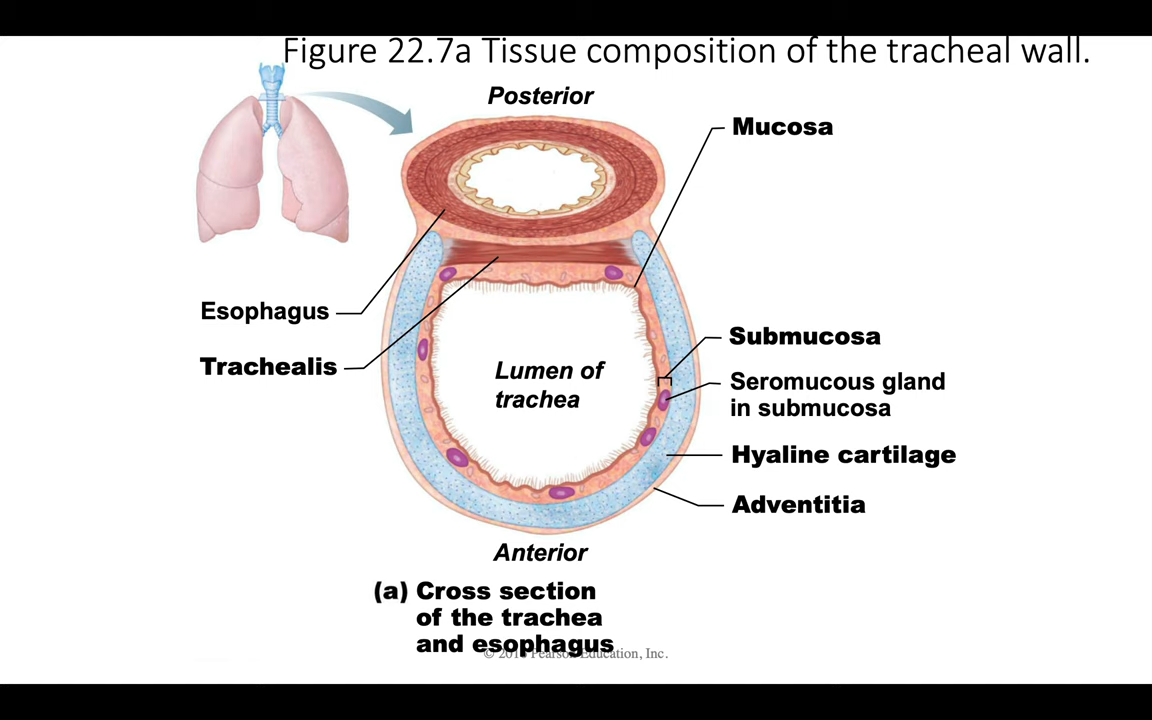 Figure 22.7a Tissue composition of the tracheal wall.
Posterior
Mucosa
Esophagus
Trachealis
Lumen of
trachea
Submucosa
Seromucous gland
in submucosa
Hyaline cartilage
Adventitia
Anterior
(a) Cross section
of the trachea
and esophagus
© Pearson Education, Inc.